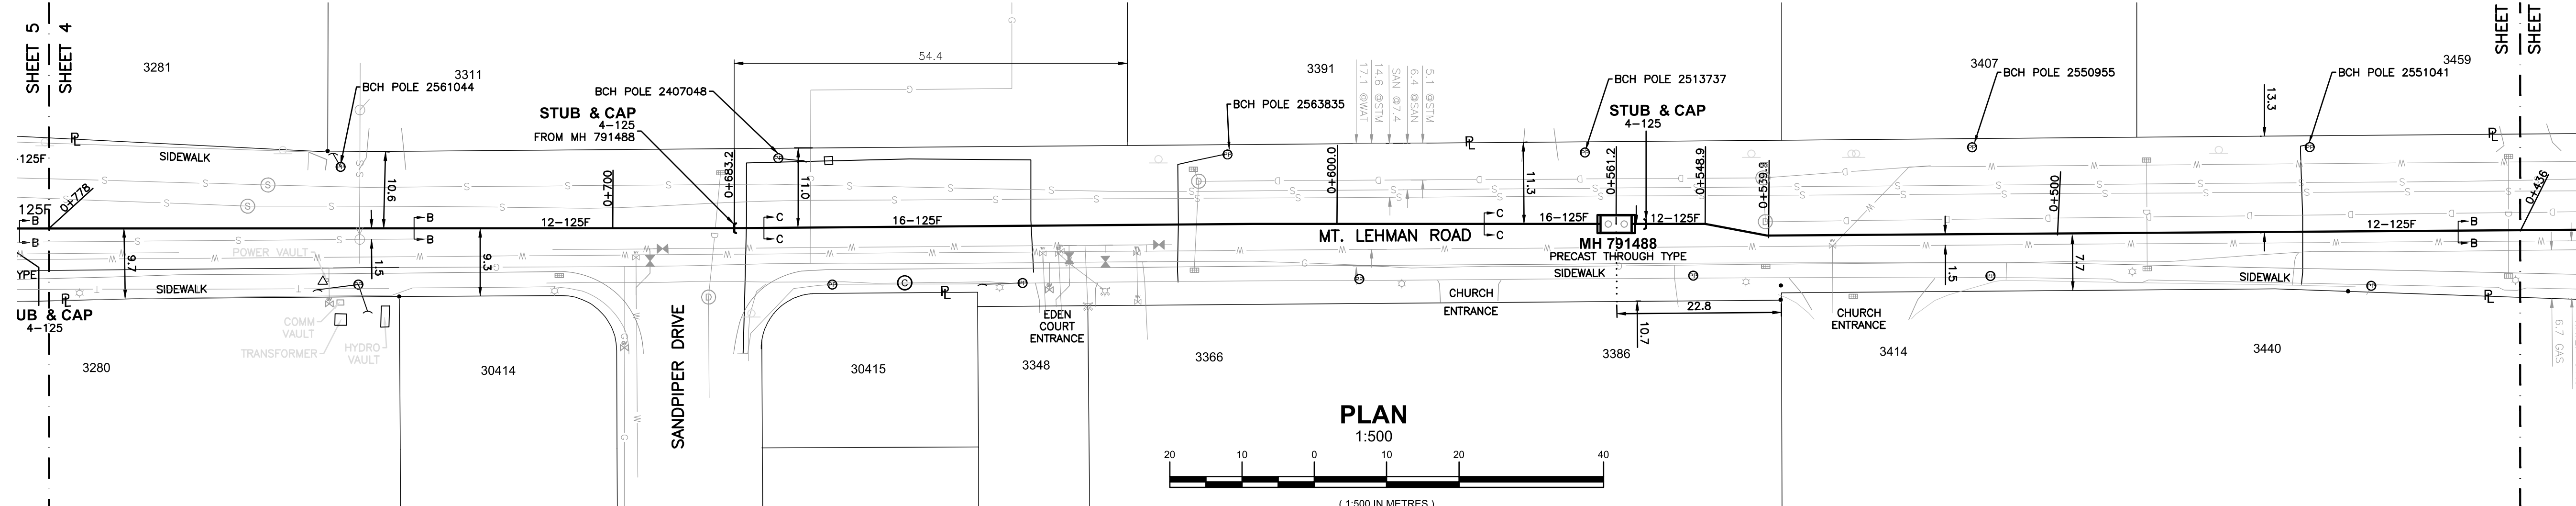 SHEET 5
SHEET 4
3281
3311
BCH POLE 2561044
BCH POLE 2407048
STUB & CAP
4-125
FROM MH 791488
54.4
G
BCH POLE 2563835
3391
17.1 @WAT
14.6 @STM
SAN @7.4
6.4 @SAN
5.1 @STM
BCH POLE 2513737
STUB & CAP
4-125
3407
BCH POLE 2550955
3459
BCH POLE 2551041
13.3
SHEET
SHEET
-125F
SIDEWALK
0+778
10.6
0+700
0+683.2
11.0
0+600.0
11.3
0+561.2
0+548.9
0+539.9
0+500
0+436
125F
B
B
B
B
12-125F
C
C
16-125F
C
C
16-125F
12-125F
12-125F
B
B
MT. LEHMAN ROAD
MH 791488
PRECAST THROUGH TYPE
9.7
POWER VAULT
1.5
9.3
1.5
7.7
YPE
SIDEWALK
SIDEWALK
SIDEWALK
UB & CAP
4-125
COMM
VAULT
TRANSFORMER
HYDRO
VAULT
SANDPIPER DRIVE
EDEN
COURT
ENTRANCE
CHURCH
ENTRANCE
22.8
10.7
CHURCH
ENTRANCE
6.7 GAS
3280
30414
30415
3348
3366
3386
3414
3440
PLAN
1:500
20 10 0 10 20 40
( 1:500 IN METRES )